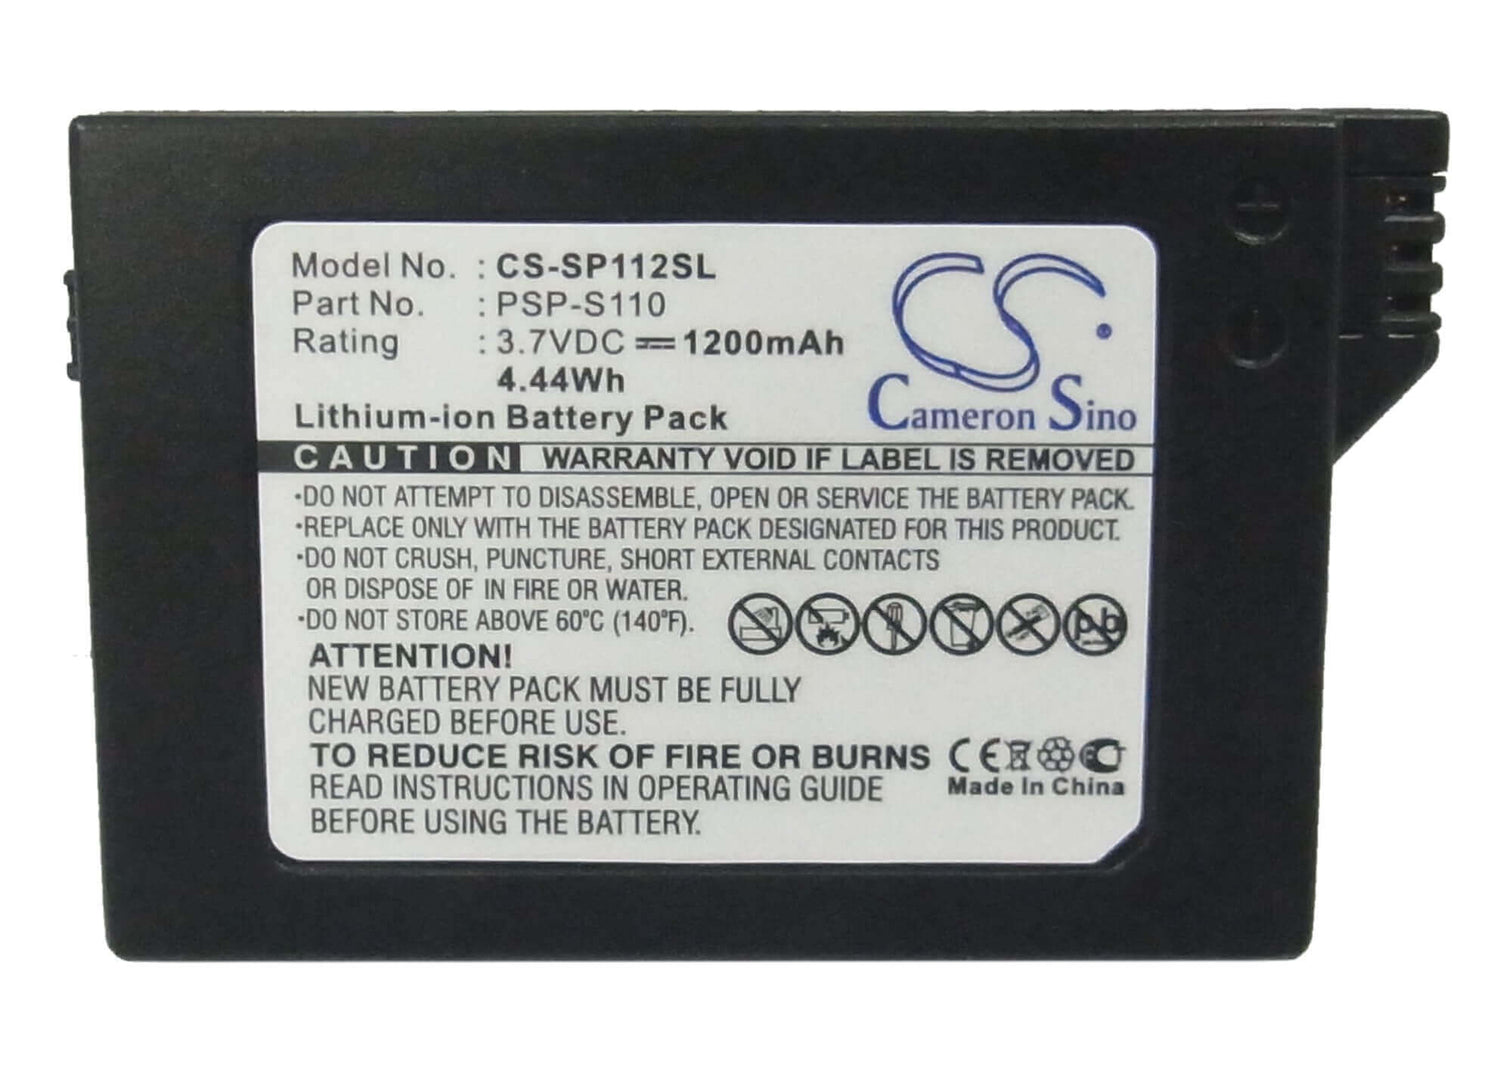 Model No. : CS-SP112SL
Part No. : PSP-S110
Rating : 3.7VDC 1200mAh
4.44Wh
Lithium-ion Battery Pack
CS
Cameron Sino
CAUTION WARRANTY VOID IF LABEL IS REMOVED
·DO NOT ATTEMPT TO DISASSEMBLE, OPEN OR SERVICE THE BATTERY PACK.
·REPLACE ONLY WITH THE BATTERY PACK DESIGNATED FOR THIS PRODUCT.
·DO NOT CRUSH, PUNCTURE, SHORT EXTERNAL CONTACTS
OR DISPOSE OF IN FIRE OR WATER.
·DO NOT STORE ABOVE 60°C (140°F).
Pb
ATTENTION!
NEW BATTERY PACK MUST BE FULLY
CHARGED BEFORE USE.
TO REDUCE RISK OF FIRE OR BURNS
READ INSTRUCTIONS IN OPERATING GUIDE
BEFORE USING THE BATTERY.
CE
Made In China
+
-